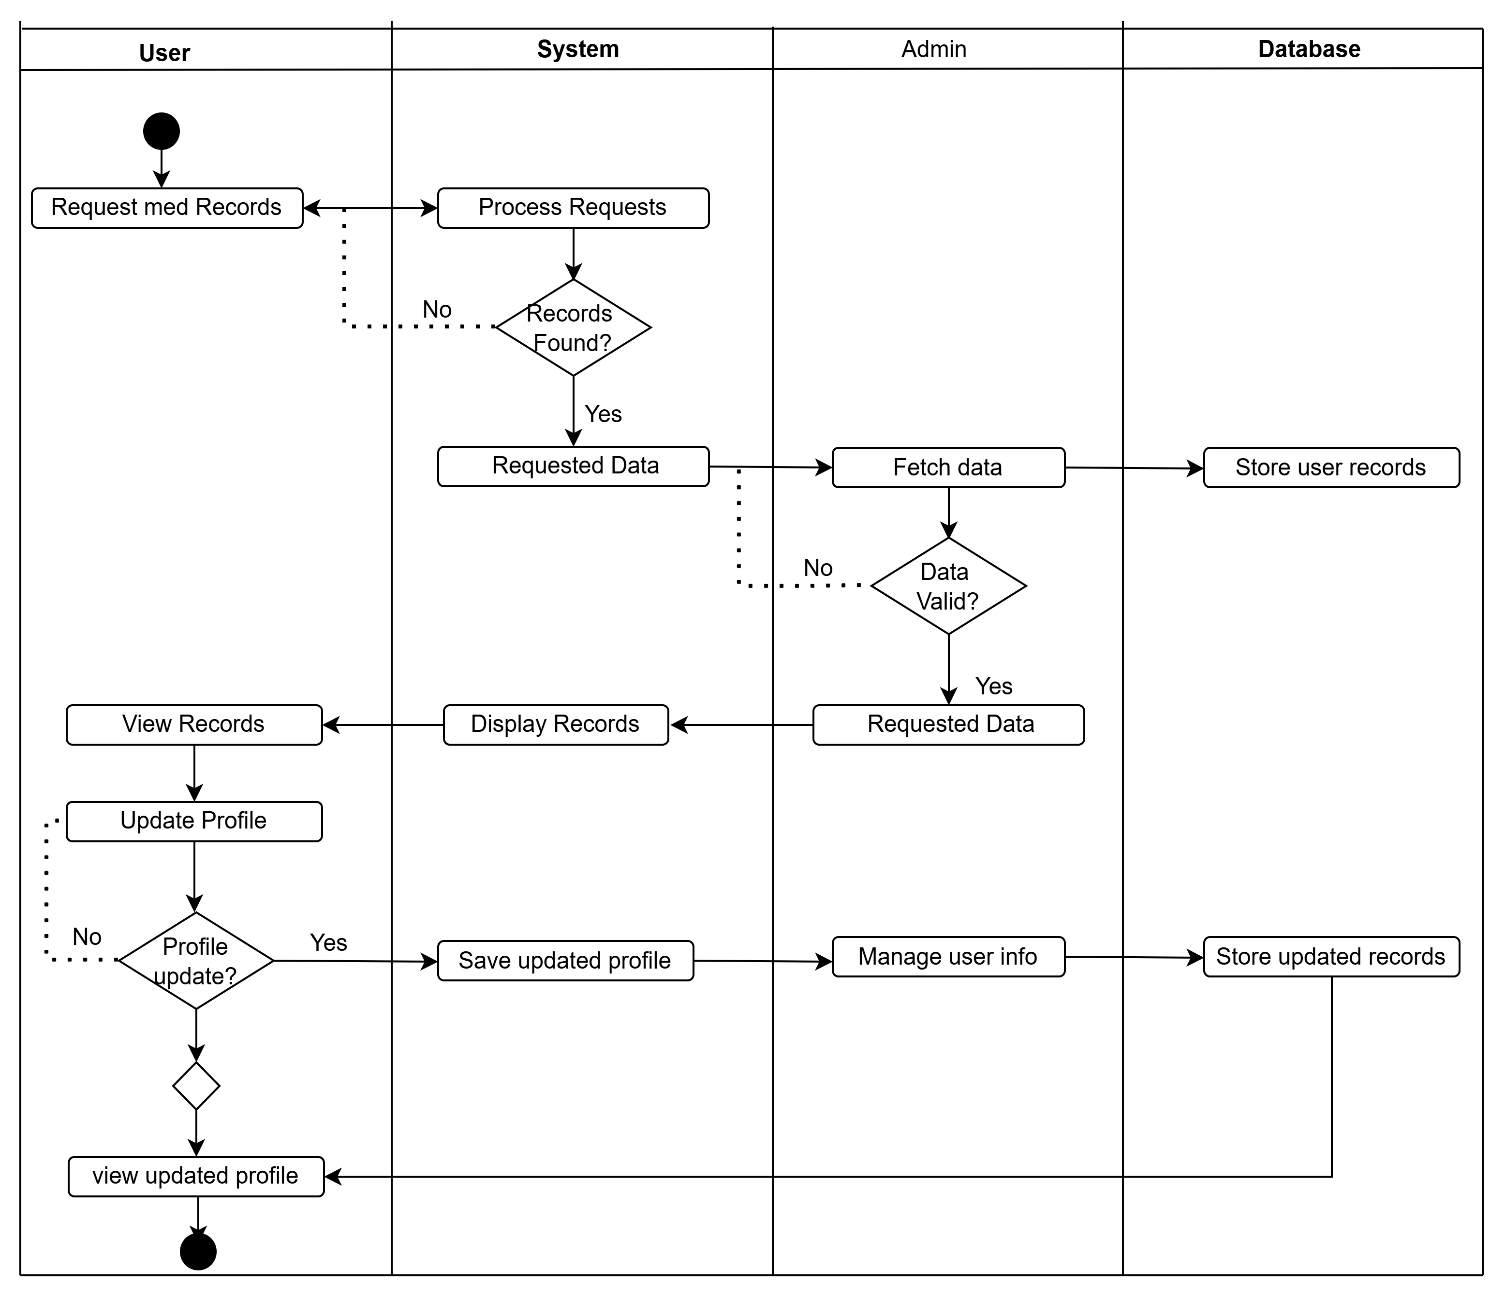 User
System
Admin
Database
Request med Records
Process Requests
No
Records
Found?
Yes
Requested Data
Fetch data
Store user records
No
Data
Valid?
Yes
View Records
Display Records
Requested Data
Update Profile
No
Profile
update?
Yes
Save updated profile
Manage user info
Store updated records
view updated profile